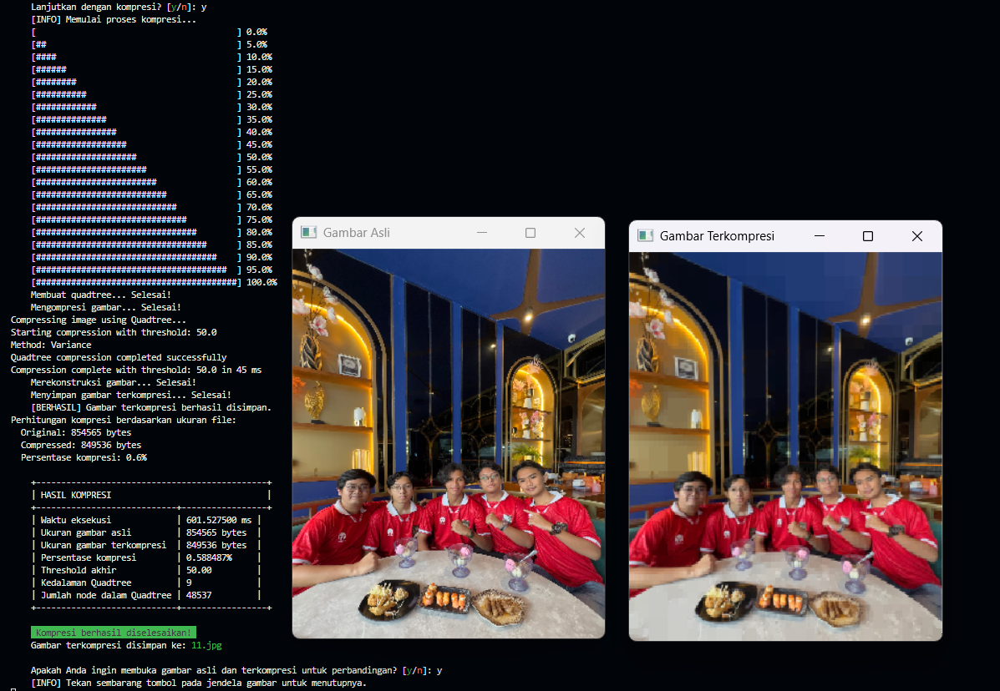 Lanjutkan dengan kompresi? [y/n]: y
[INFO] Memulai proses kompresi...
[                                        ] 0.0%
[##                                      ] 5.0%
[####                                    ] 10.0%
[######                                  ] 15.0%
[########                                ] 20.0%
[##########                              ] 25.0%
[############                            ] 30.0%
[##############                          ] 35.0%
[################                        ] 40.0%
[##################                      ] 45.0%
[####################                    ] 50.0%
[######################                  ] 55.0%
[########################                ] 60.0%
[##########################              ] 65.0%
[############################            ] 70.0%
[##############################          ] 75.0%
[################################        ] 80.0%
[##################################      ] 85.0%
[####################################    ] 90.0%
[######################################  ] 95.0%
[########################################] 100.0%
Membuat quadtree... Selesai!
Mengompresi gambar... Selesai!
Compressing image using Quadtree...
Starting compression with threshold: 50.0
Method: Variance
Quadtree compression completed successfully
Compression complete with threshold: 50.0 in 45 ms
Merekonstruksi gambar... Selesai!
Menyimpan gambar terkompresi... Selesai!
[BERHASIL] Gambar terkompresi berhasil disimpan.
Perhitungan kompresi berdasarkan ukuran file:
Original: 854565 bytes
Compressed: 849536 bytes
Persentase kompresi: 0.6%
+----------------------------------------------+
| HASIL KOMPRESI                               |
+----------------------------+-----------------+
| Waktu eksekusi             | 601.527500 ms |
| Ukuran gambar asli         | 854565 bytes  |
| Ukuran gambar terkompresi  | 849536 bytes  |
| Persentase kompresi        | 0.588487%     |
| Threshold akhir            | 50.00         |
| Kedalaman Quadtree         | 9             |
| Jumlah node dalam Quadtree | 48537         |
+----------------------------+-----------------+
Kompresi berhasil diselesaikan!
Gambar terkompresi disimpan ke: 11.jpg
Apakah Anda ingin membuka gambar asli dan terkompresi untuk perbandingan? [y/n]: y
[INFO] Tekan sembarang tombol pada jendela gambar untuk menutupnya.
Gambar Asli
Gambar Terkompresi